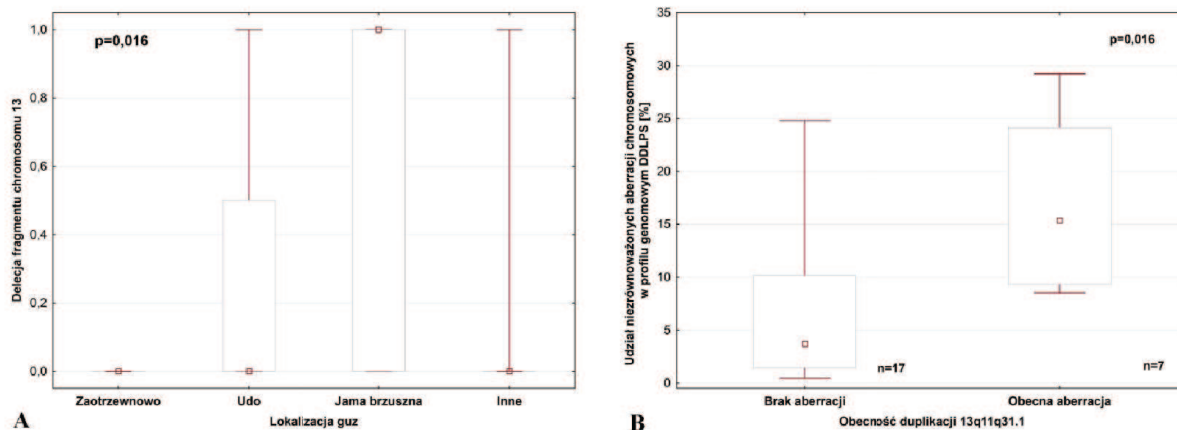 p=0,016
1,0
0,8
0,6
0,4
0,2
0,0
Delecja fragmentu chromosomu 13
Zaotrzewnowo Udo Jama brzuszna Inne
Lokalizacja guz
A
p=0,016
35
30
25
20
15
10
5
0
Udział niezrównoważonych aberracji chromosomowych
w profilu genomowym DDLPS [%]
n=17 n=7
Brak aberracji Obecna aberracja
Obecność duplikacji 13q11q31.1
B